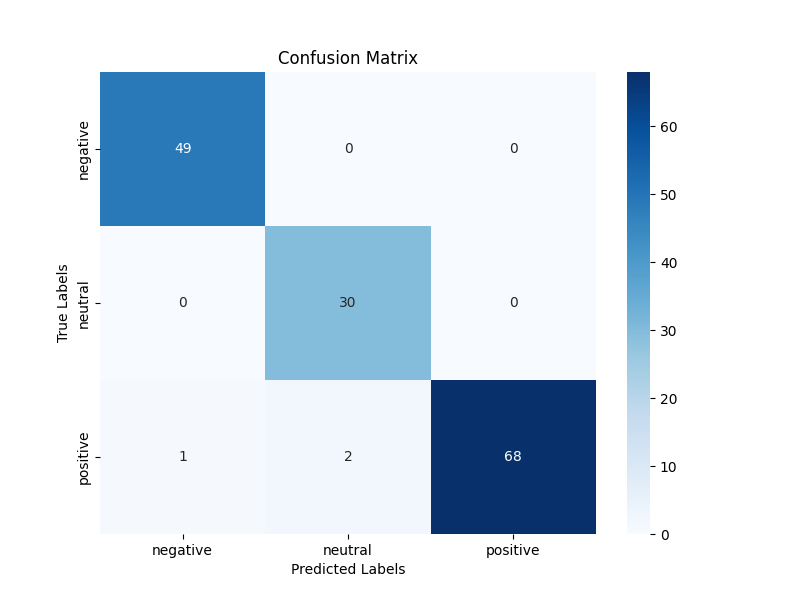 Confusion Matrix
True Labels
negative
neutral
positive
49 0 0
0 30 0
1 2 68
negative neutral positive
Predicted Labels
60
50
40
30
20
10
0